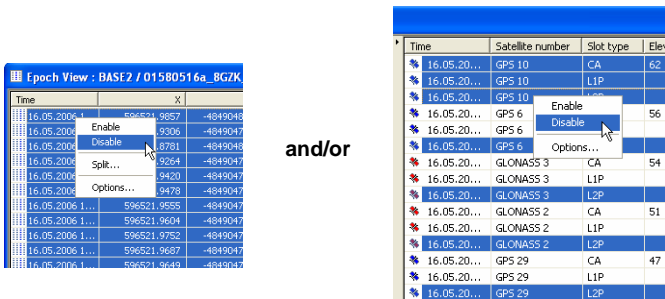 Epoch View : BASE2 / 01580516a_8GZK_
Time X
16.05.2006 1... 596521.9857 -4849048
16.05.2006 .9306 -4849047
16.05.2006 .8781 -4849048
16.05.2006 .9264 -4849047
16.05.2006 .9420 -4849047
16.05.2006 .9478 -4849047
16.05.2006 1... 596521.9555 -4849047
16.05.2006 1... 596521.9604 -4849047
16.05.2006 1... 596521.9752 -4849047
16.05.2006 1... 596521.9687 -4849047
16.05.2006 1... 596521.9649 -4849047
Enable
Disable
Split...
Options...
and/or
Time Satellite number Slot type Elev
16.05.20... GPS 10 CA 62
16.05.20... GPS 10 L1P
16.05.20... GPS 10
16.05.20... GPS 6 56
16.05.20... GPS 6
16.05.20... GPS 6
16.05.20... GLONASS 3 CA 54
16.05.20... GLONASS 3 L1P
16.05.20... GLONASS 3 L2P
16.05.20... GLONASS 2 CA 51
16.05.20... GLONASS 2 L1P
16.05.20... GLONASS 2 L2P
16.05.20... GPS 29 CA 47
16.05.20... GPS 29 L1P
16.05.20... GPS 29 L2P
Enable
Disable
Options...